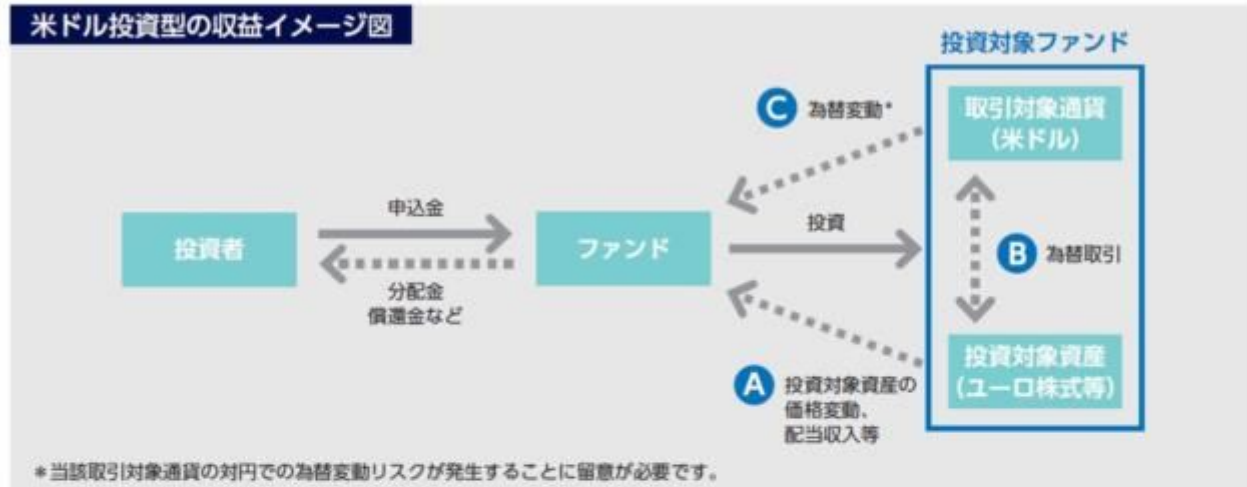 米ドル投資型の収益イメージ図
投資対象ファンド
C 為替変動*
取引対象通貨
(米ドル)
申込金
投資者
ファンド
投資
B 為替取引
分配金
償還金など
A 投資対象資産の
価格変動、
配当収入等
投資対象資産
(ユーロ株式等)
*当該取引対象通貨の対円での為替変動リスクが発生することに留意が必要です。